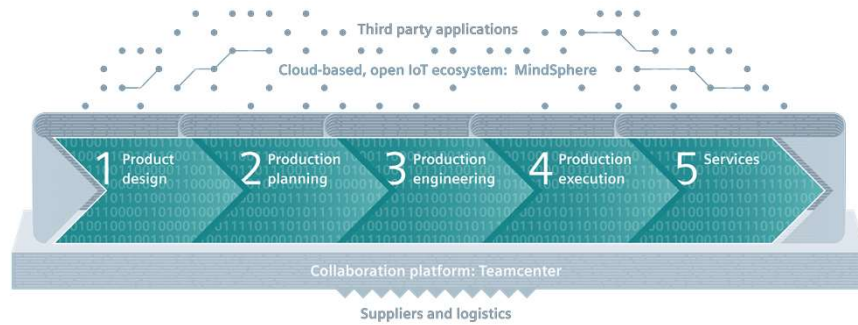 Third party applications
Cloud-based, open IoT ecosystem: MindSphere
1 Product
design
2 Production
planning
3 Production
engineering
4 Production
execution
5 Services
Collaboration platform: Teamcenter
Suppliers and logistics